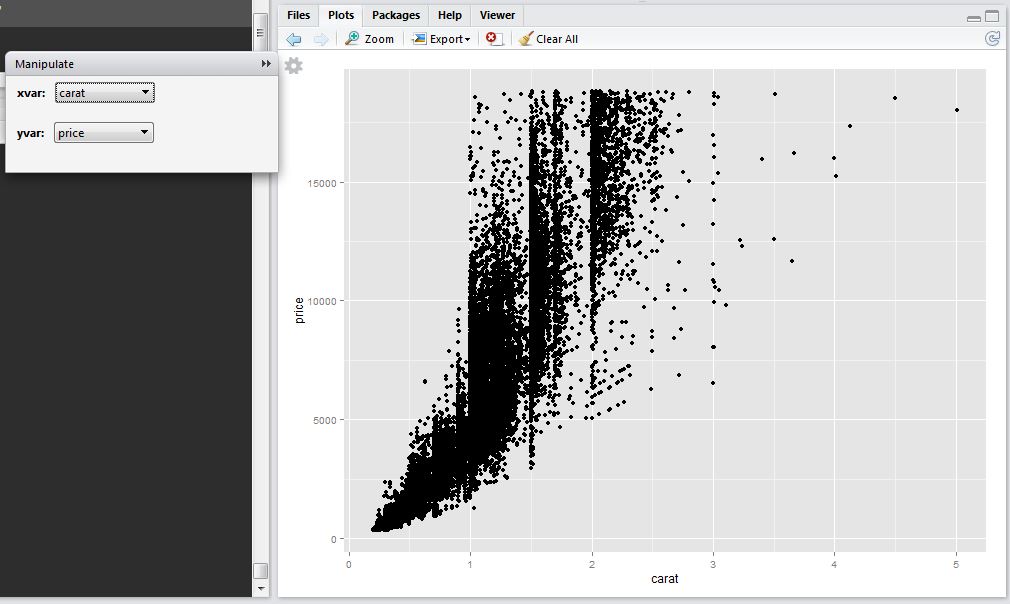 Files Plots Packages Help Viewer
Zoom Export Clear All
Manipulate
xvar: carat
yvar: price
15000
10000
5000
0
price
0 1 2 3 4 5
carat